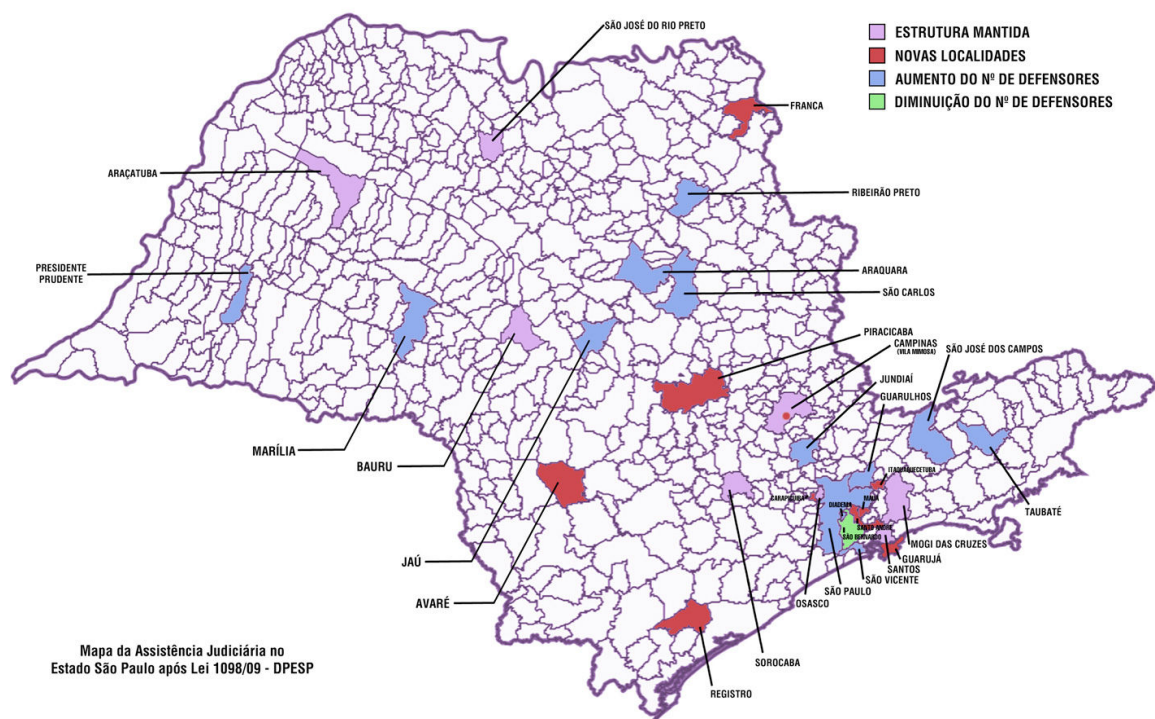 SÃO JOSÉ DO RIO PRETO
ESTRUTURA MANTIDA
NOVAS LOCALIDADES
AUMENTO DO Nº DE DEFENSORES
DIMINUIÇÃO DO Nº DE DEFENSORES
FRANCA
ARAÇATUBA
RIBEIRÃO PRETO
PRESIDENTE
PRUDENTE
ARAQUARA
SÃO CARLOS
PIRACICABA
CAMPINAS
(VILA MIMOSA)
SÃO JOSÉ DOS CAMPOS
JUNDIAÍ
GUARULHOS
MARÍLIA
BAURU
ITAQUAQUECETUBA
CARAPICUIBA
DIADEMA
MAUÁ
TAUBATÉ
SANTO ANDRÉ
SÃO BERNARDO
MOGI DAS CRUZES
JAÚ
GUARUJÁ
SANTOS
SÃO VICENTE
SÃO PAULO
OSASCO
AVARÉ
SOROCABA
REGISTRO
Mapa da Assistência Judiciária no
Estado São Paulo após Lei 1098/09 - DPESP